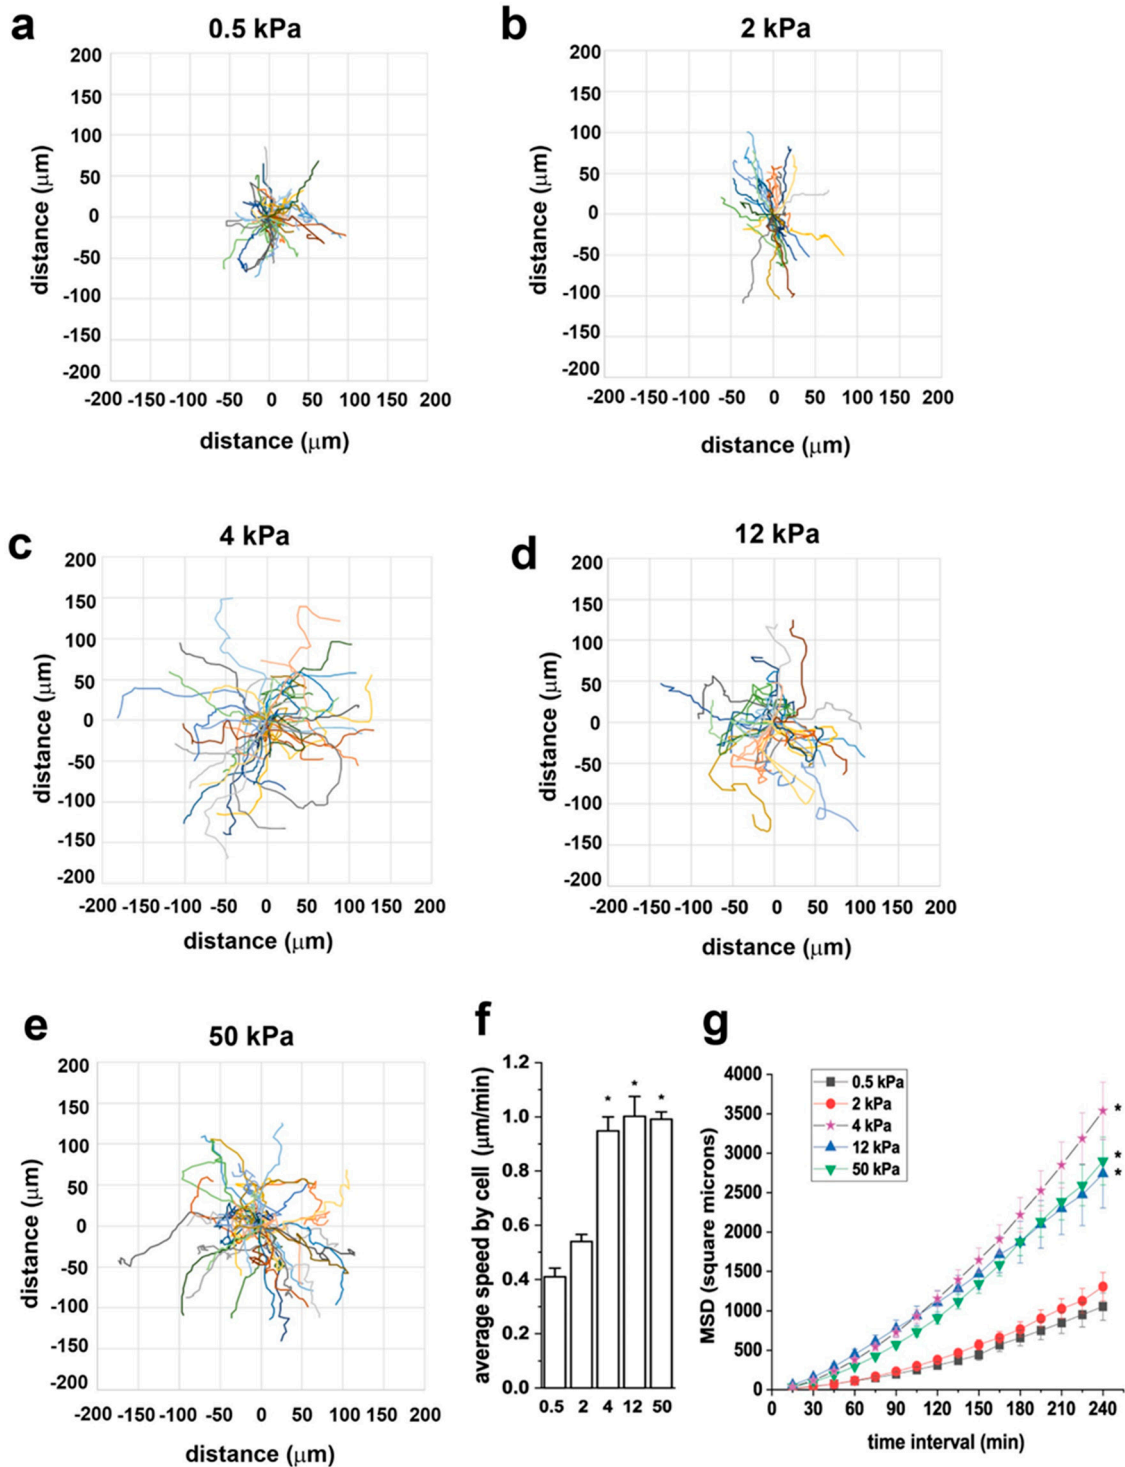 a
0.5 kPa
200
150
100
50
0
-50
-100
-150
-200
distance (μm)
-200 -150 -100 -50 0 50 100 150 200
distance (μm)
b
2 kPa
200
150
100
50
0
-50
-100
-150
-200
distance (μm)
-200 -150 -100 -50 0 50 100 150 200
distance (μm)
c
4 kPa
200
150
100
50
0
-50
-100
-150
-200
distance (μm)
-200 -150 -100 -50 0 50 100 150 200
distance (μm)
d
12 kPa
200
150
100
50
0
-50
-100
-150
-200
distance (μm)
-200 -150 -100 -50 0 50 100 150 200
distance (μm)
e
50 kPa
200
150
100
50
0
-50
-100
-150
-200
distance (μm)
-200 -150 -100 -50 0 50 100 150 200
distance (μm)
f
average speed by cell (μm/min)
1.2
1.0
0.8
0.6
0.4
0.2
0.0
* * *
0.5 2 4 12 50
g
MSD (square microns)
4000
3500
3000
2500
2000
1500
1000
500
0
0.5 kPa
2 kPa
4 kPa
12 kPa
50 kPa
*
*
*
0 30 60 90 120 150 180 210 240
time interval (min)